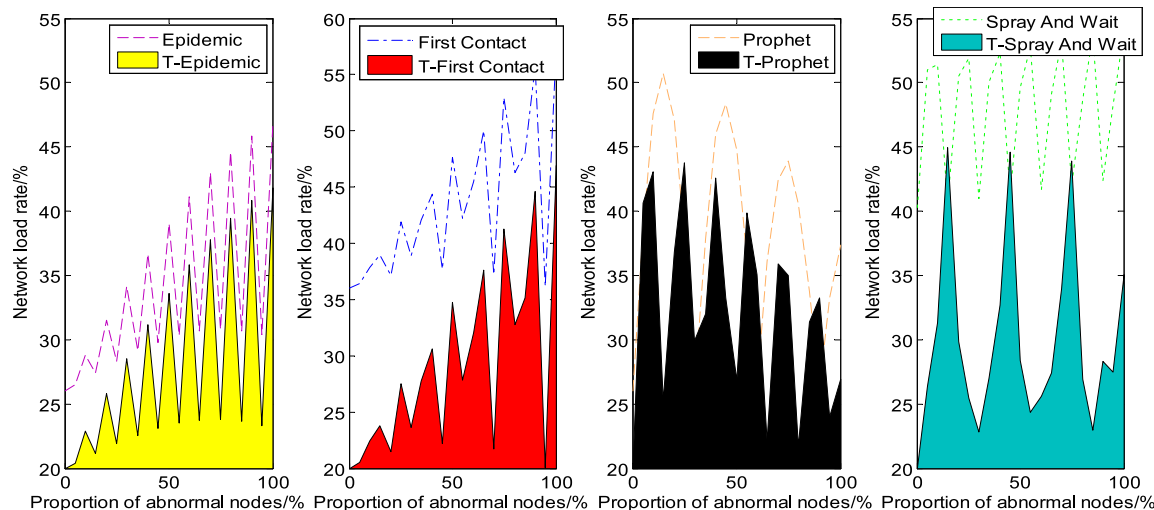 55
50
45
40
35
30
25
20
Network load rate/%
Epidemic
T-Epidemic
0
50
100
Proportion of abnormal nodes/%
60
55
50
45
40
35
30
25
20
Network load rate/%
First Contact
T-First Contact
0
50
100
Proportion of abnormal nodes/%
55
50
45
40
35
30
25
20
Network load rate/%
Prophet
T-Prophet
0
50
100
Proportion of abnormal nodes/%
55
50
45
40
35
30
25
20
Network load rate/%
Spray And Wait
T-Spray And Wait
0
50
100
Proportion of abnormal nodes/%